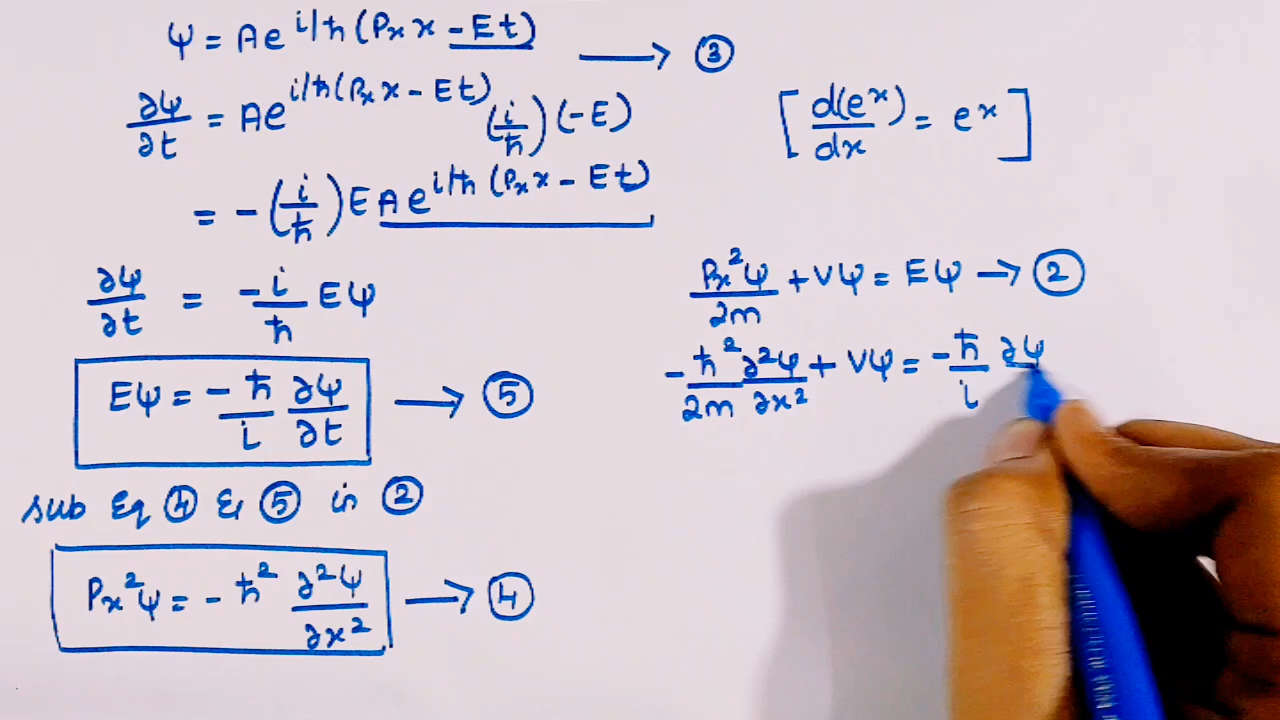 ψ = Ae^{i/ħ(Pₓx - Et)} ⟶ ③
∂ψ/∂t = Ae^{i/ħ(Pₓx - Et)} (i/ħ)(-E)
[d(eˣ)/dx = eˣ]
= -(i/ħ)EAe^{i/ħ(Pₓx - Et)}
∂ψ/∂t = -i/ħ Eψ
Eψ = -ħ/i ∂ψ/∂t ⟶ ⑤
sub Eq ④ & ⑤ in ②
Pₓ²ψ = -ħ² ∂²ψ/∂x² ⟶ ④
Pₓ²ψ/2m + Vψ = Eψ ⟶ ②
-ħ²/2m ∂²ψ/∂x² + Vψ = -ħ/i ∂ψ